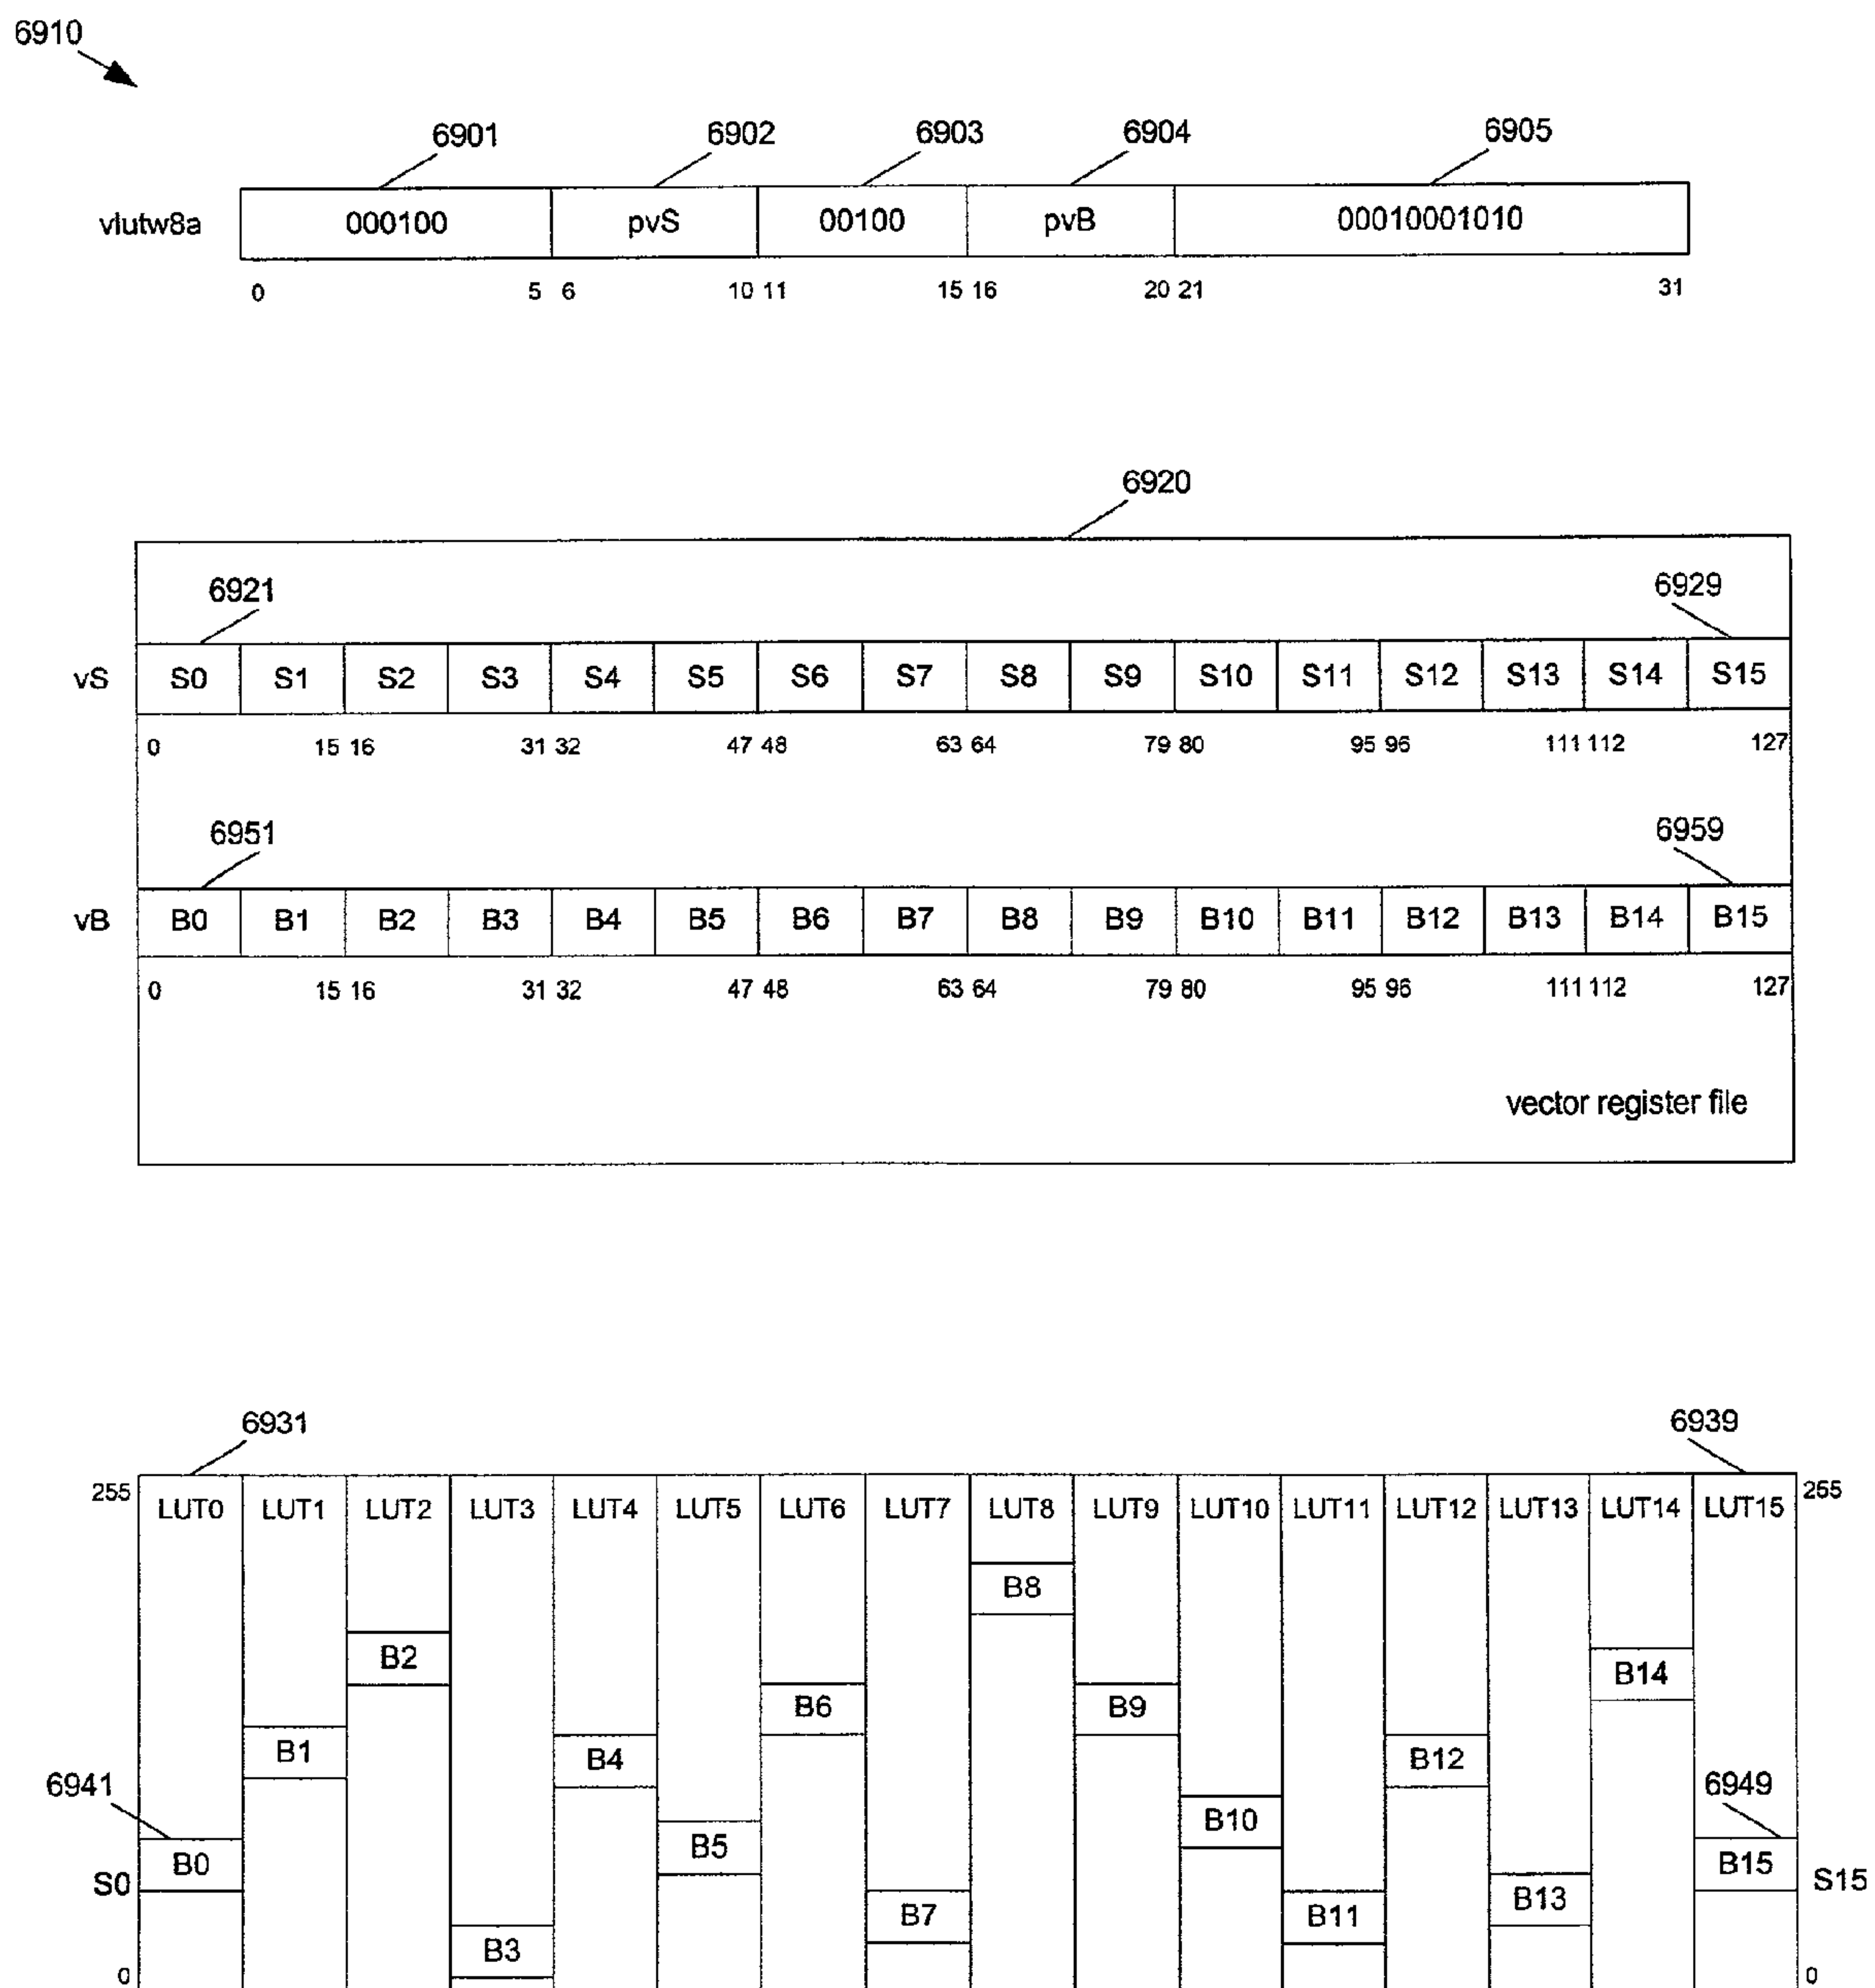 6910
6901 6902 6903 6904 6905
vlutw8a 000100 pvS 00100 pvB 00010001010
0 5 6 10 11 15 16 20 21 31
6920
6921 6929
vS S0 S1 S2 S3 S4 S5 S6 S7 S8 S9 S10 S11 S12 S13 S14 S15
0 15 16 31 32 47 48 63 64 79 80 95 96 111 112 127
6951 6959
vB B0 B1 B2 B3 B4 B5 B6 B7 B8 B9 B10 B11 B12 B13 B14 B15
0 15 16 31 32 47 48 63 64 79 80 95 96 111 112 127
vector register file
6931 6939
255 LUT0 LUT1 LUT2 LUT3 LUT4 LUT5 LUT6 LUT7 LUT8 LUT9 LUT10 LUT11 LUT12 LUT13 LUT14 LUT15 255
B8
B2 B14
B6 B9
B1 B4 B12
6941 6949
B10
B5
B0 B15
S0 S15
B13
B7 B11
B3
0 0